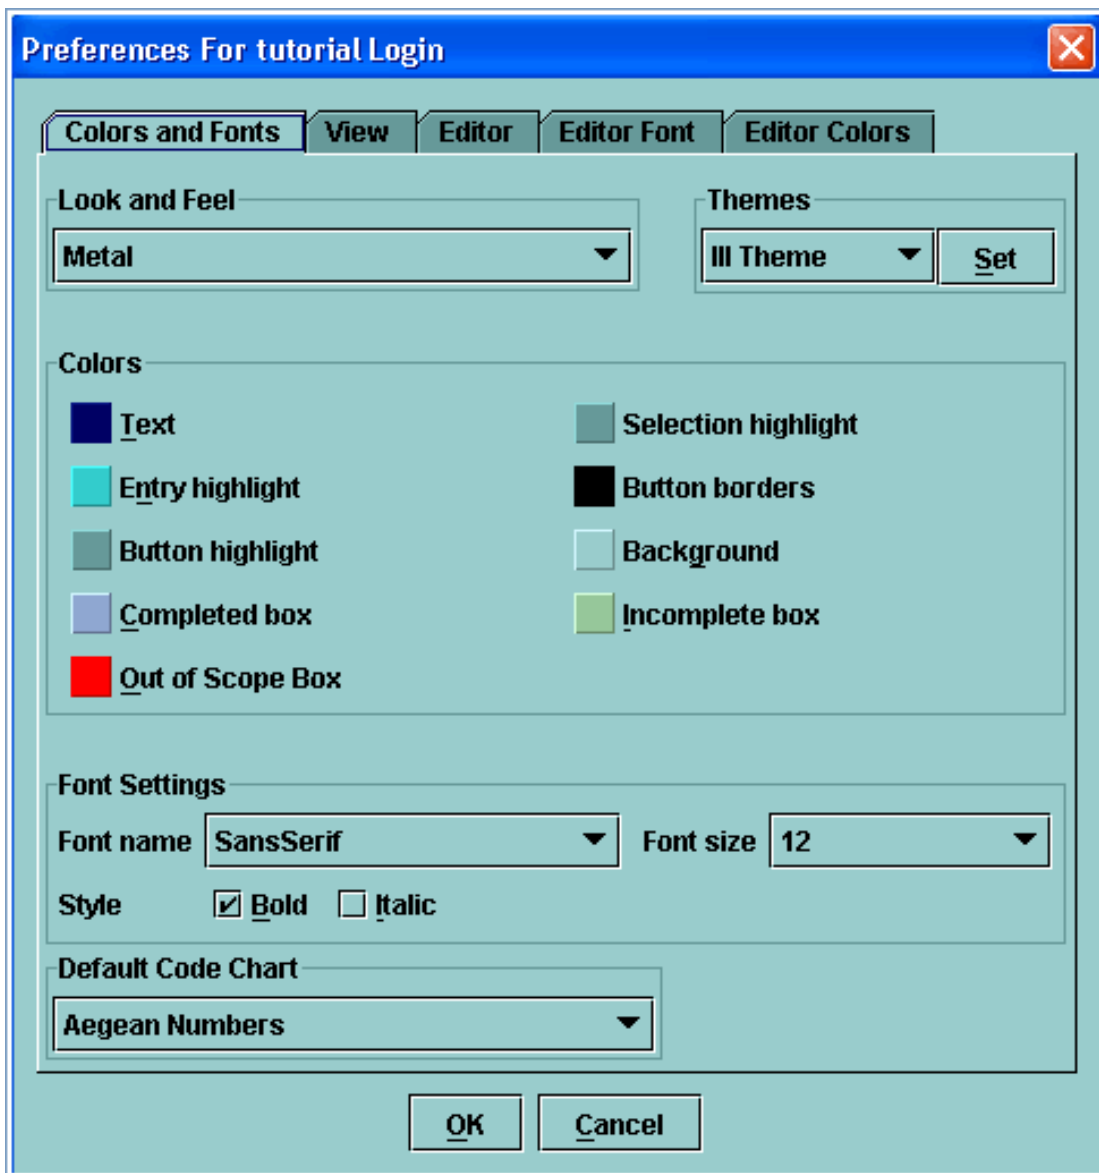 Preferences For tutorial Login
Colors and Fonts View Editor Editor Font Editor Colors
Look and Feel Themes
Metal III Theme Set
Colors
Text Selection highlight
Entry highlight Button borders
Button highlight Background
Completed box Incomplete box
Out of Scope Box
Font Settings
Font name SansSerif Font size 12
Style Bold Italic
Default Code Chart
Aegean Numbers
OK Cancel